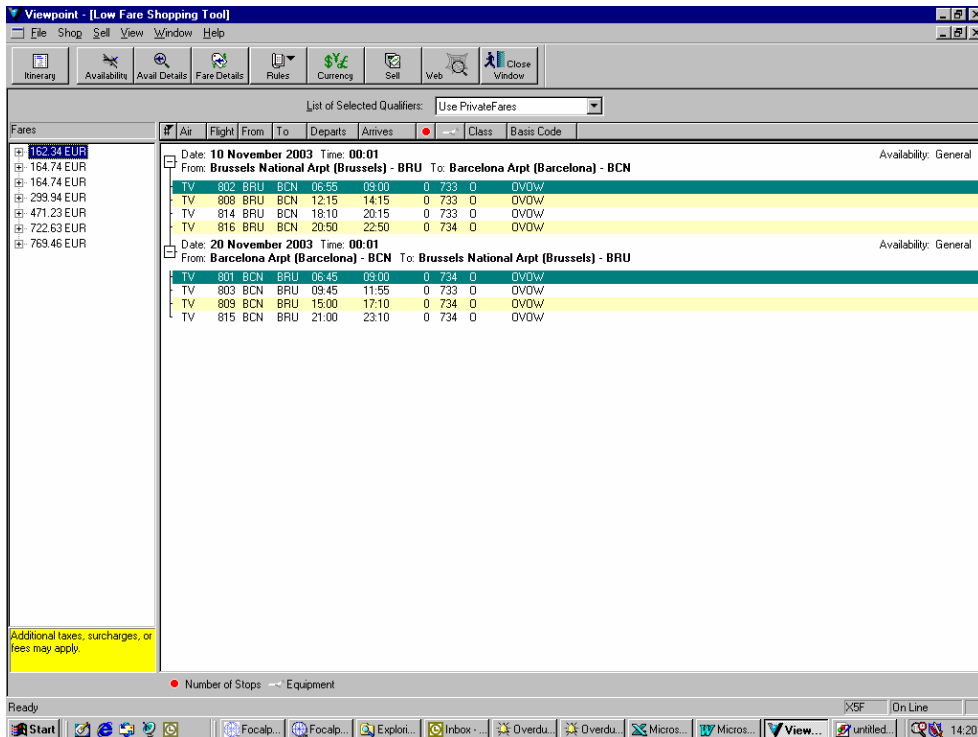 Viewpoint - [Low Fare Shopping Tool]
File Shop Sell View Window Help
Itinerary Availability Avail Details Fare Details Rules Currency Sell Web Close Window
List of Selected Qualifiers: Use PrivateFares
Fares
162.34 EUR
164.74 EUR
164.74 EUR
299.94 EUR
471.23 EUR
722.63 EUR
769.46 EUR
Additional taxes, surcharges, or
fees may apply.
Air Flight From To Departs Arrives Class Basis Code
Date: 10 November 2003 Time: 00:01 Availability: General
From: Brussels National Arpt (Brussels) - BRU To: Barcelona Arpt (Barcelona) - BCN
TV 802 BRU BCN 06:55 09:00 0 733 O OVOW
TV 808 BRU BCN 12:15 14:15 0 733 O OVOW
TV 814 BRU BCN 18:10 20:15 0 733 O OVOW
TV 816 BRU BCN 20:50 22:50 0 734 O OVOW
Date: 20 November 2003 Time: 00:01 Availability: General
From: Barcelona Arpt (Barcelona) - BCN To: Brussels National Arpt (Brussels) - BRU
TV 801 BCN BRU 06:45 09:00 0 734 O OVOW
TV 803 BCN BRU 09:45 11:55 0 733 O OVOW
TV 809 BCN BRU 15:00 17:10 0 734 O OVOW
TV 815 BCN BRU 21:00 23:10 0 734 O OVOW
Number of Stops Equipment
Ready X5F On Line
Start Focalp... Focalp... Explori... Inbox - ... Overdu... Overdu... Micros... Micros... View... untitled... 14:20